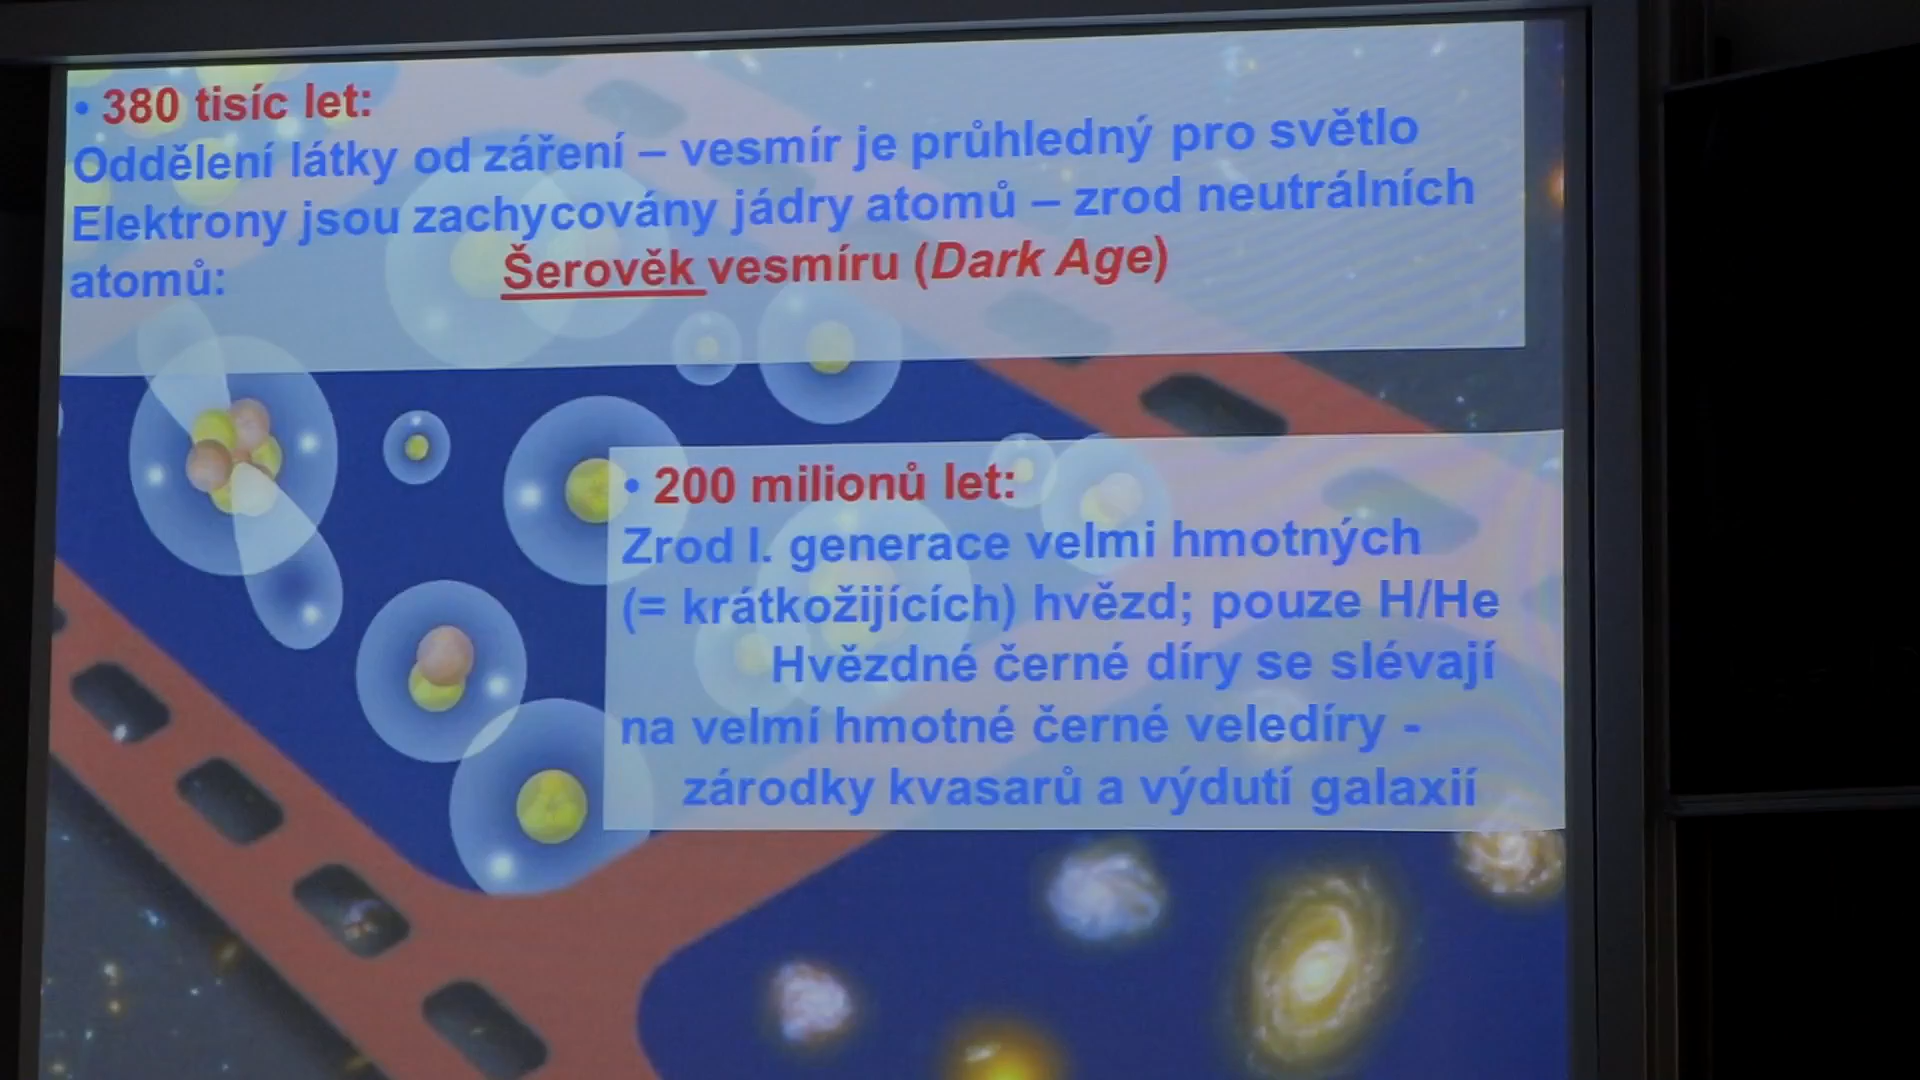 • 380 tisíc let:
Oddělení látky od záření – vesmír je průhledný pro světlo
Elektrony jsou zachycovány jádry atomů – zrod neutrálních
atomů: Šerověk vesmíru (Dark Age)
• 200 milionů let:
Zrod I. generace velmi hmotných
(= krátkožijících) hvězd; pouze H/He
Hvězdné černé díry se slévají
na velmí hmotné černé veledíry -
zárodky kvasarů a výdutí galaxií